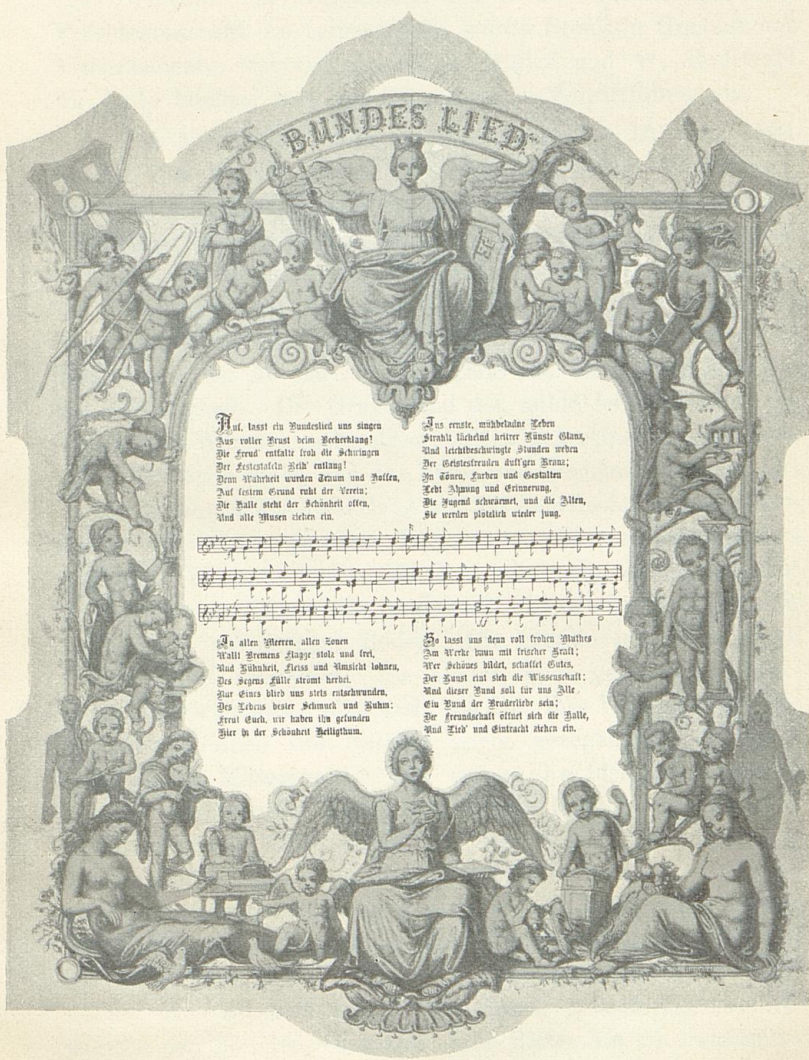 BUNDES LIED
Auf, lasst ein Bundeslied uns singen
Aus voller Brust beim Becherklang!
Die Freud' entfalte froh die Schwingen
Der Festestafeln Reih' entlang!
Denn Wahrheit wurden Traum und Hoffen,
Auf festem Grund ruht der Verein;
Die Halle steht der Schönheit offen,
Und alle Musen ziehen ein.
Ins ernste, mühbeladne Leben
Strahlt lächelnd heitrer Künste Glanz,
Und leichtbeschwingte Stunden weben
Der Geistesfreuden duft'gen Kranz;
In Tönen, Farben und Gestalten
Lebt Ahnung und Erinnerung,
Die Jugend schwärmet, und die Alten,
Sie werden plötzlich wieder jung.
In allen Meeren, allen Zonen
Wallt Bremens Flagge stolz und frei,
Und Kühnheit, Fleiss und Umsicht lohnen,
Des Segens Fülle strömt herbei.
Nur Eines blieb uns stets entschwunden,
Des Lebens bester Schmuck und Ruhm;
Freut Euch, wir haben ihn gefunden
Hier in der Schönheit Heiligthum.
So lasst uns denn voll frohen Muthes
Am Werke baun mit frischer Kraft;
Wer Schönes bildet, schaffet Gutes,
Der Kunst eint sich die Wissenschaft;
Und dieser Bund soll für uns Alle
Ein Bund der Bruderliebe sein;
Der Freundschaft öffnet sich die Halle,
Und Lied' und Eintracht ziehen ein.